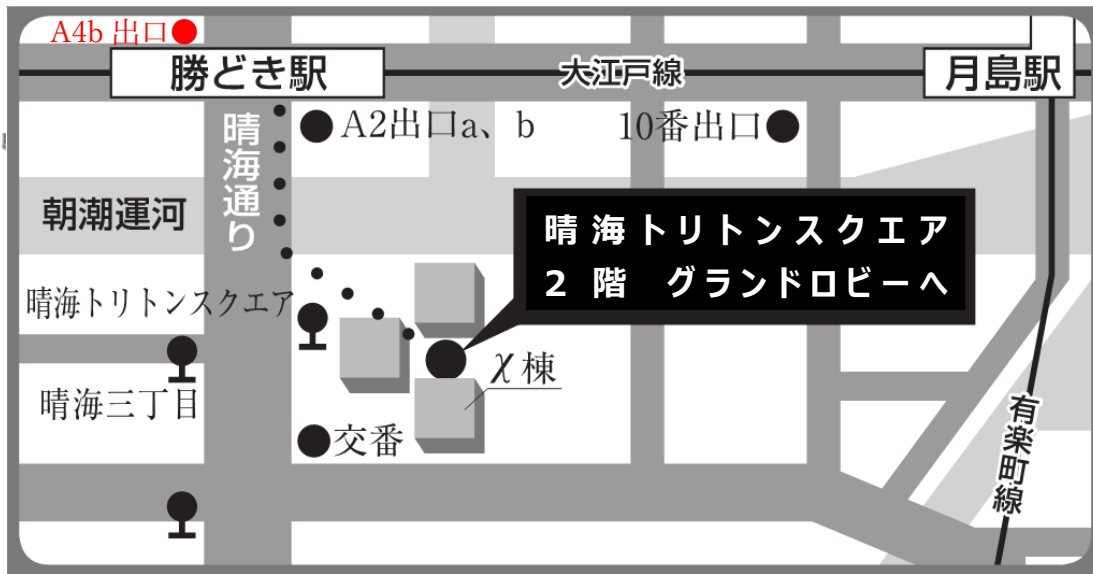 A4b 出口
勝どき駅
大江戸線
月島駅
晴海通り
A2出口a、b
10番出口
朝潮運河
晴海トリトンスクエア
2 階 グランドロビーへ
晴海トリトンスクエア
χ棟
晴海三丁目
交番
有楽町線